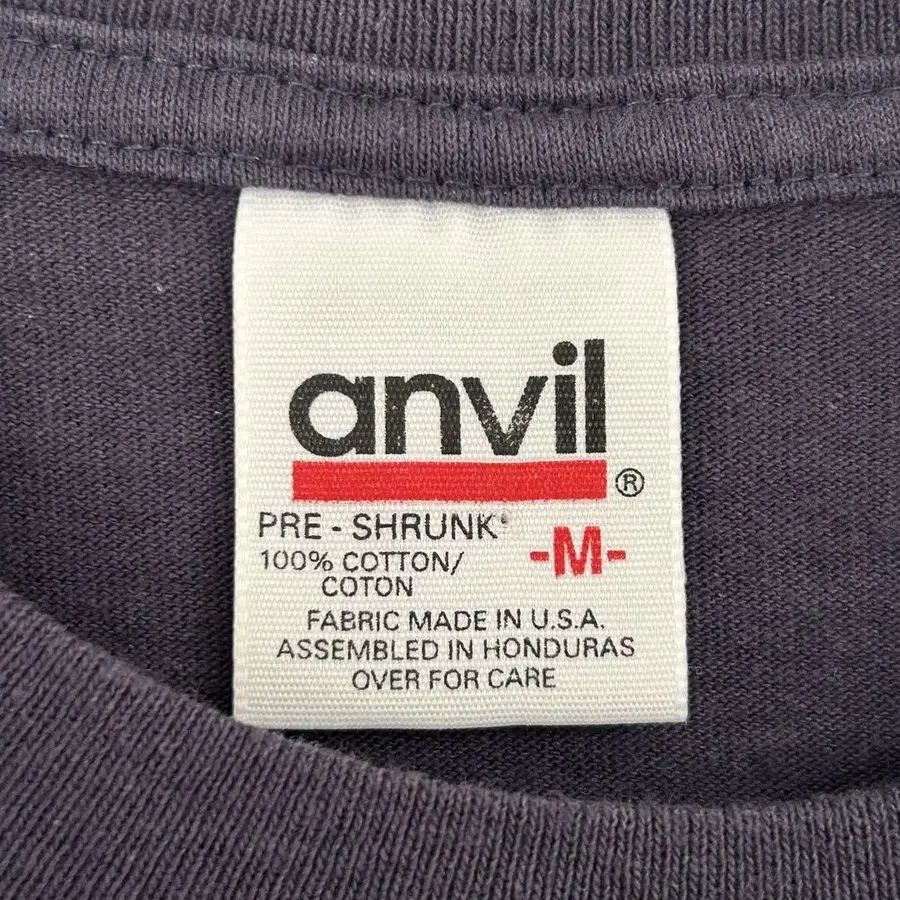 anvil®
PRE - SHRUNK
-M-
100% COTTON/
COTON
FABRIC MADE IN U.S.A.
ASSEMBLED IN HONDURAS
OVER FOR CARE